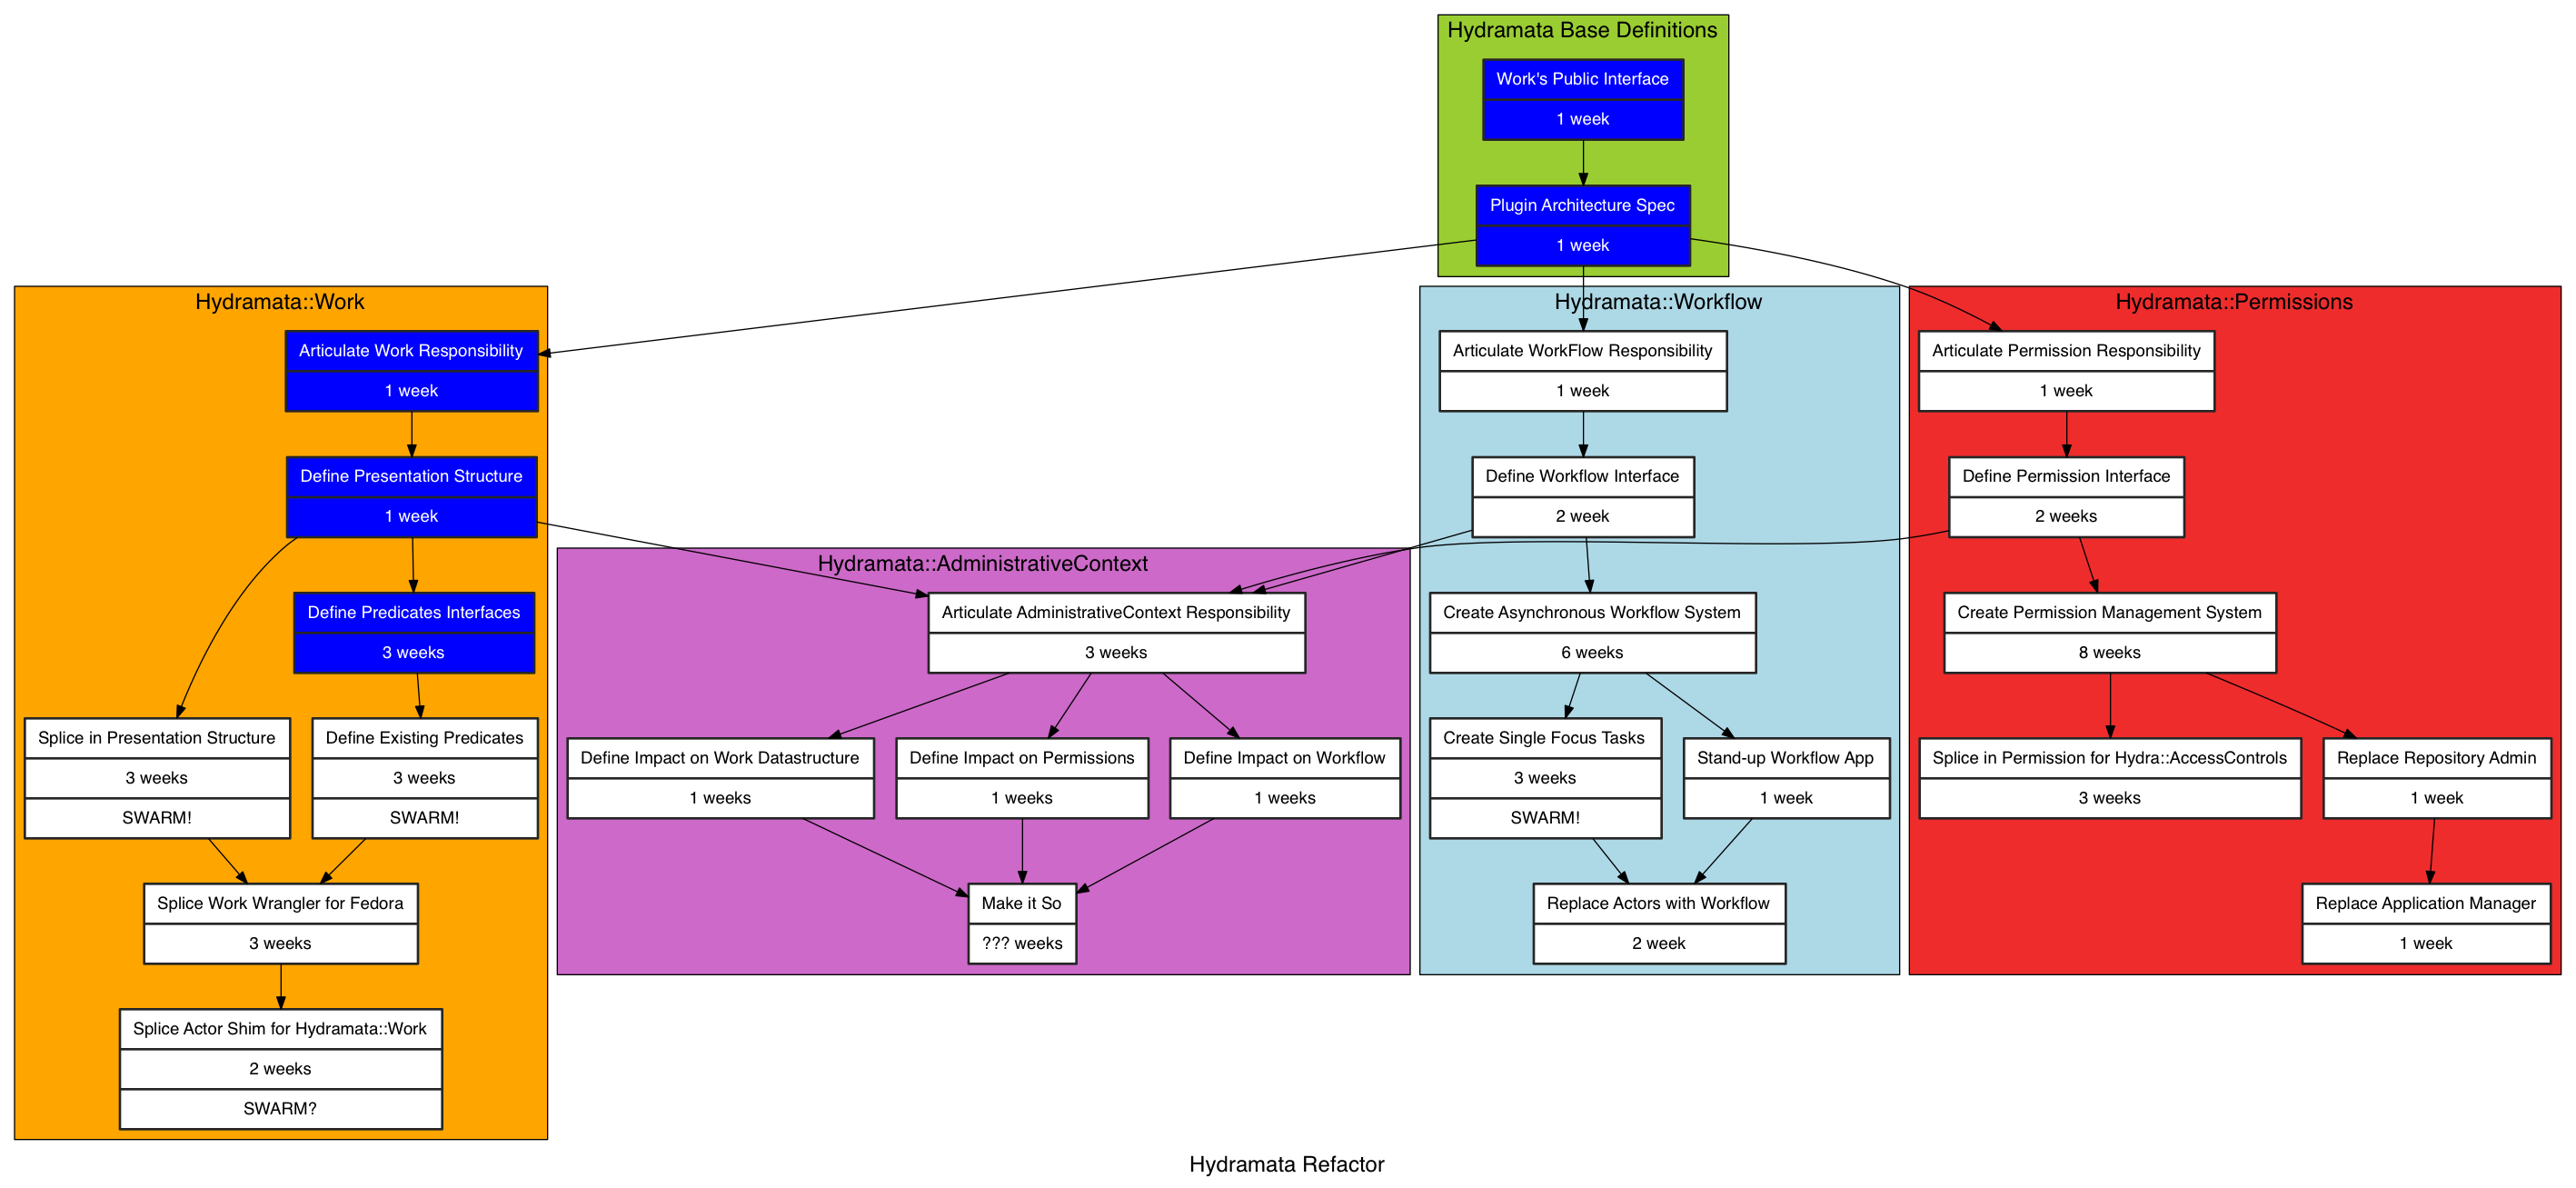 Hydramata Base Definitions
Work's Public Interface
1 week
Plugin Architecture Spec
1 week
Hydramata::Work
Articulate Work Responsibility
1 week
Define Presentation Structure
1 week
Define Predicates Interfaces
3 weeks
Splice in Presentation Structure
3 weeks
SWARM!
Define Existing Predicates
3 weeks
SWARM!
Splice Work Wrangler for Fedora
3 weeks
Splice Actor Shim for Hydramata::Work
2 weeks
SWARM?
Hydramata::AdministrativeContext
Articulate AdministrativeContext Responsibility
3 weeks
Define Impact on Work Datastructure
1 weeks
Define Impact on Permissions
1 weeks
Define Impact on Workflow
1 weeks
Make it So
??? weeks
Hydramata::Workflow
Articulate WorkFlow Responsibility
1 week
Define Workflow Interface
2 week
Create Asynchronous Workflow System
6 weeks
Create Single Focus Tasks
3 weeks
SWARM!
Stand-up Workflow App
1 week
Replace Actors with Workflow
2 week
Hydramata::Permissions
Articulate Permission Responsibility
1 week
Define Permission Interface
2 weeks
Create Permission Management System
8 weeks
Splice in Permission for Hydra::AccessControls
3 weeks
Replace Repository Admin
1 week
Replace Application Manager
1 week
Hydramata Refactor